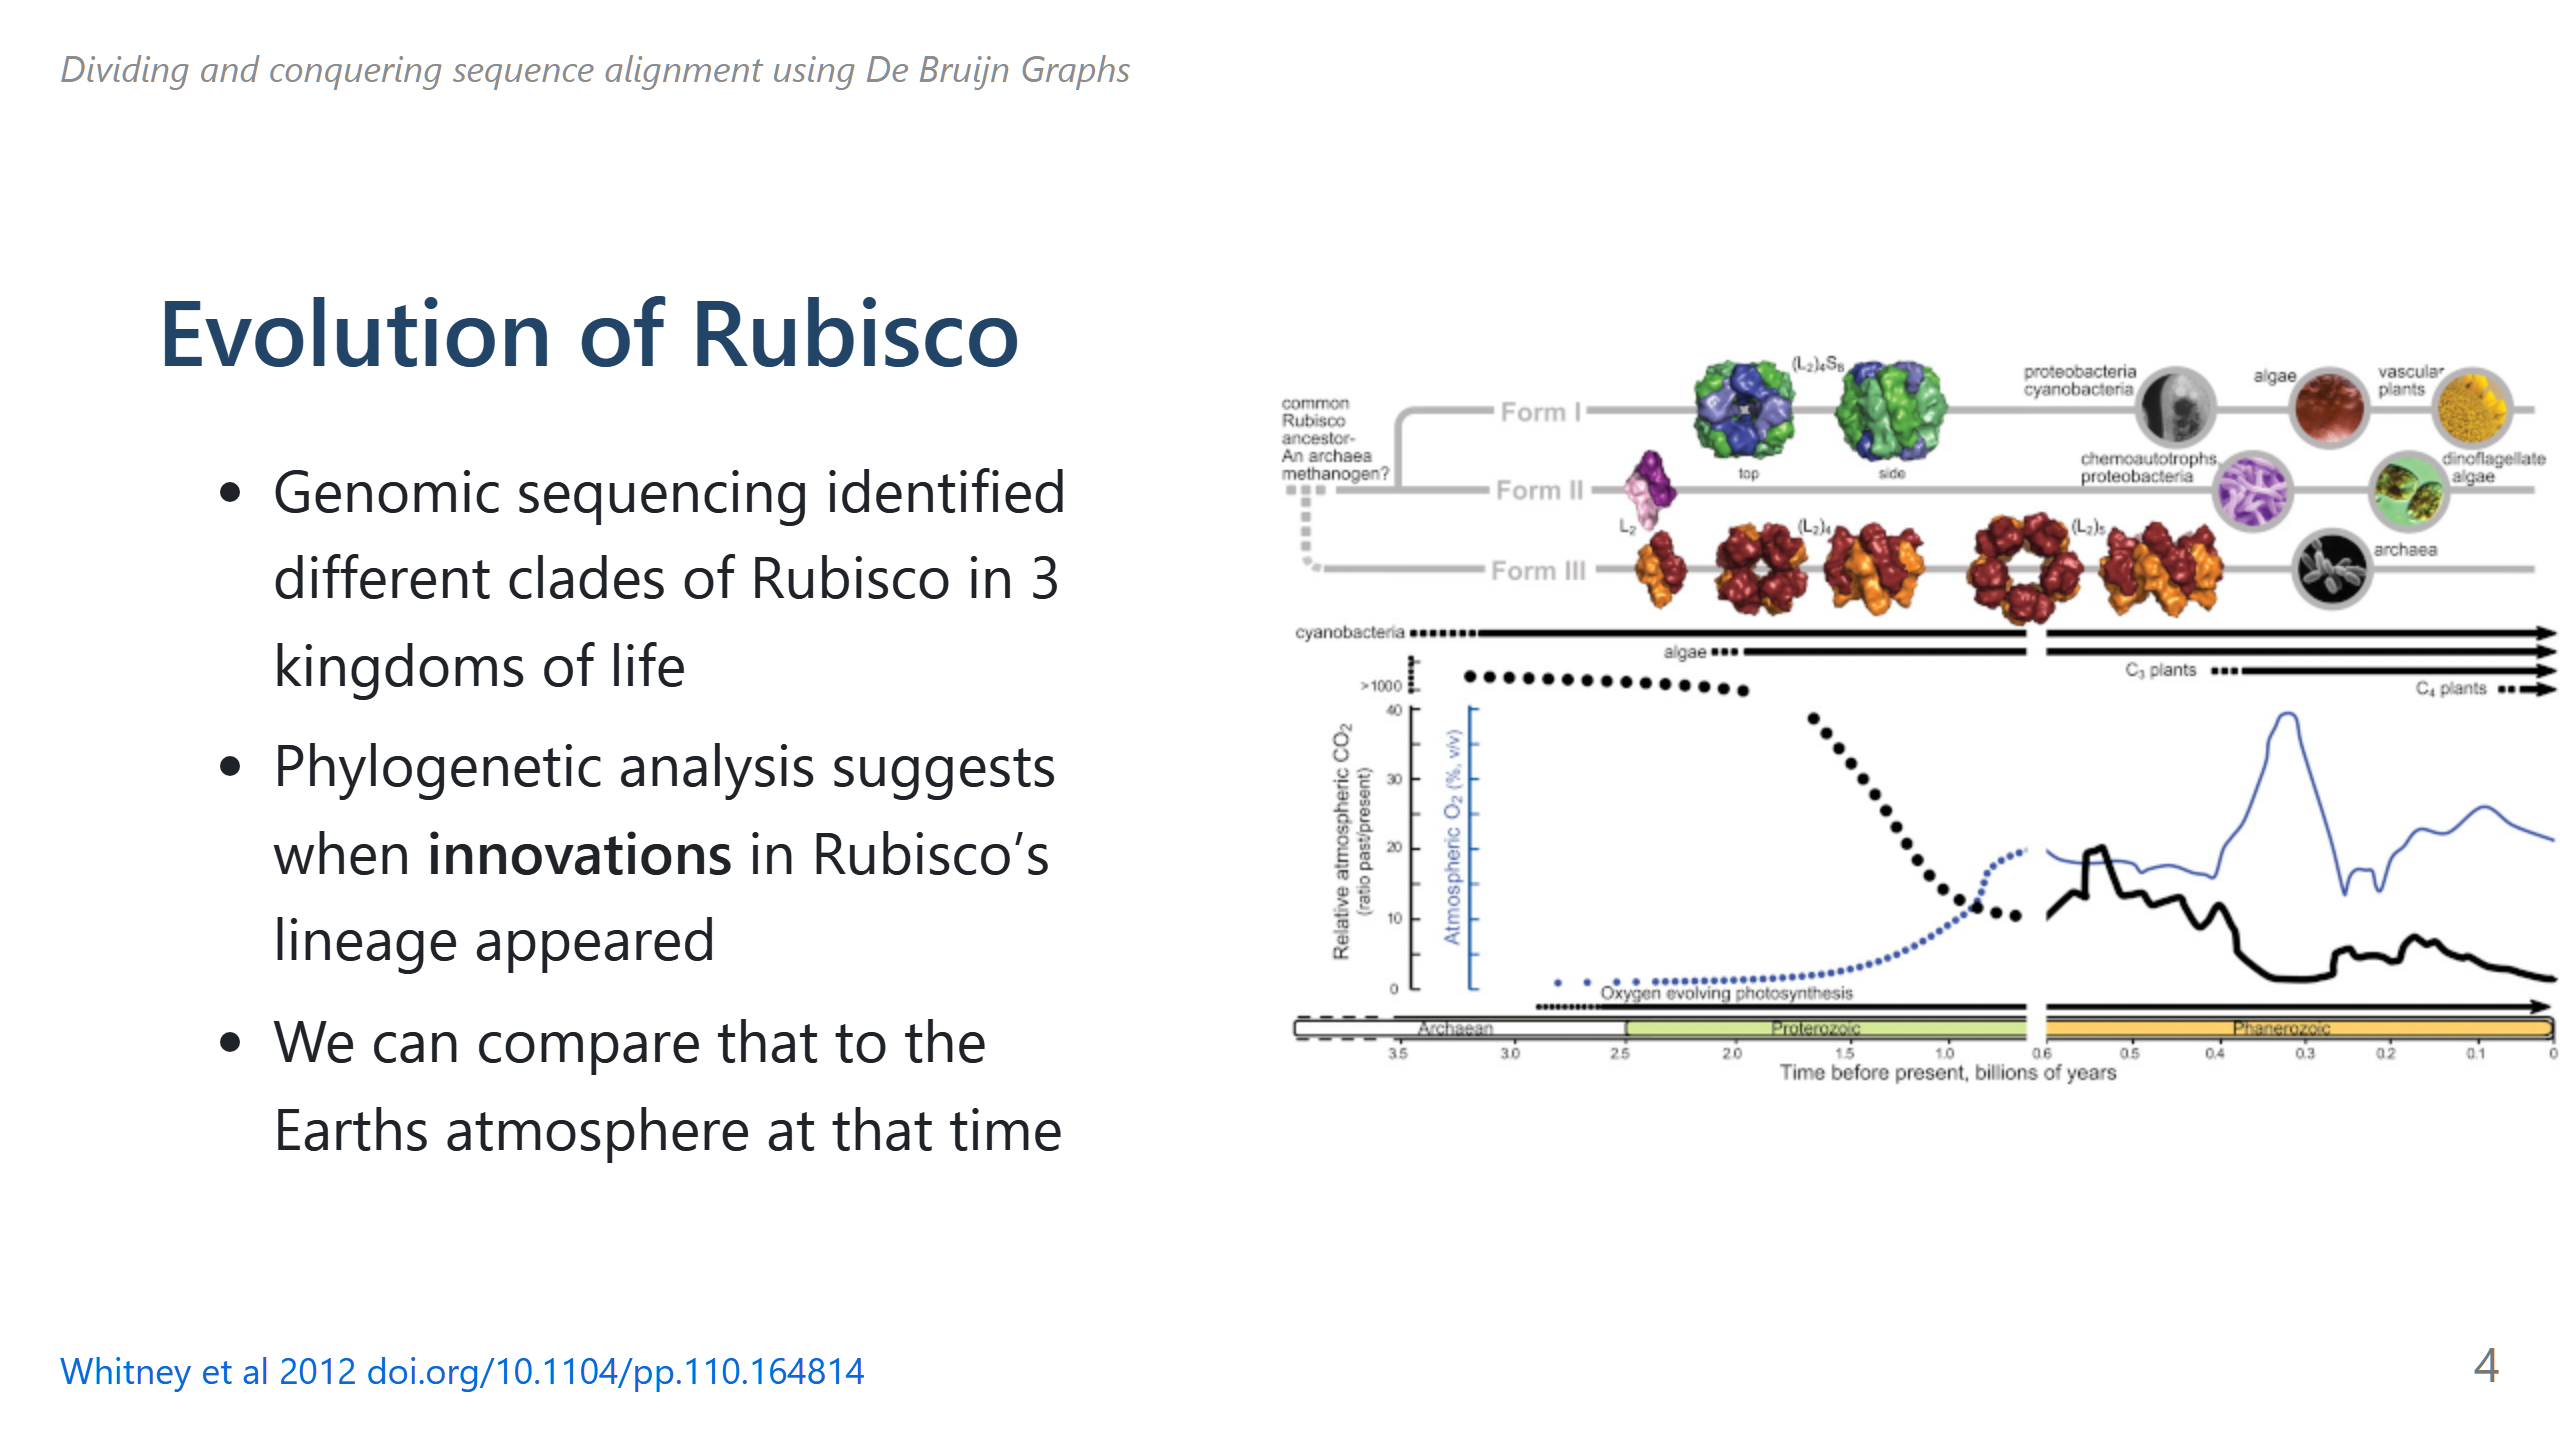 Dividing and conquering sequence alignment using De Bruijn Graphs
Evolution of Rubisco
• Genomic sequencing identified
different clades of Rubisco in 3
kingdoms of life
• Phylogenetic analysis suggests
when innovations in Rubisco's
lineage appeared
• We can compare that to the
Earths atmosphere at that time
common
Rubisco
ancestor-
An archaea
methanogen?
Form I
top
(L₂)₄S₈
side
proteobacteria
cyanobacteria
algae
vascular
plants
Form II
L₂
chemoautotrophs
proteobacteria
dinoflagellate
algae
Form III
(L₂)₄
(L₂)₅
archaea
cyanobacteria
algae
C₃ plants
C₄ plants
Relative atmospheric CO₂
(ratio past/present)
>1000
40
30
20
10
0
Atmospheric O₂ (%, v/v)
Oxygen evolving photosynthesis
Archaean Proterozoic Phanerozoic
3.5 3.0 2.5 2.0 1.5 1.0 0.6 0.5 0.4 0.3 0.2 0.1 0
Time before present, billions of years
Whitney et al 2012 doi.org/10.1104/pp.110.164814
4